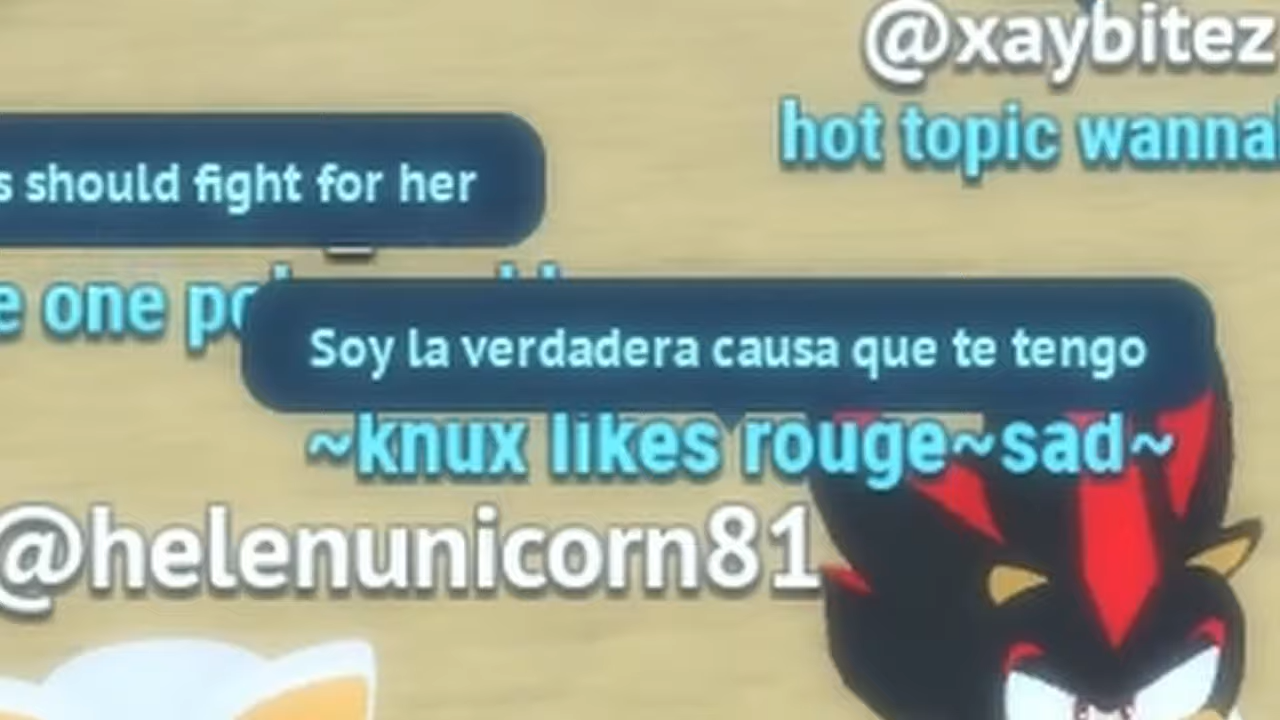 @xaybitez
hot topic wanna
s should fight for her
e one
Soy la verdadera causa que te tengo
~knux likes rouge~sad~
@helenunicorn81